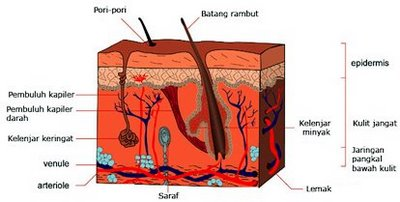 Pori-pori
Batang rambut
epidermis
Pembuluh kapiler
Pembuluh kapiler
darah
Kelenjar keringat
Kelenjar
minyak
Kulit jangat
venule
Jaringan
pangkal
bawah kulit
arteriole
Saraf
Lemak